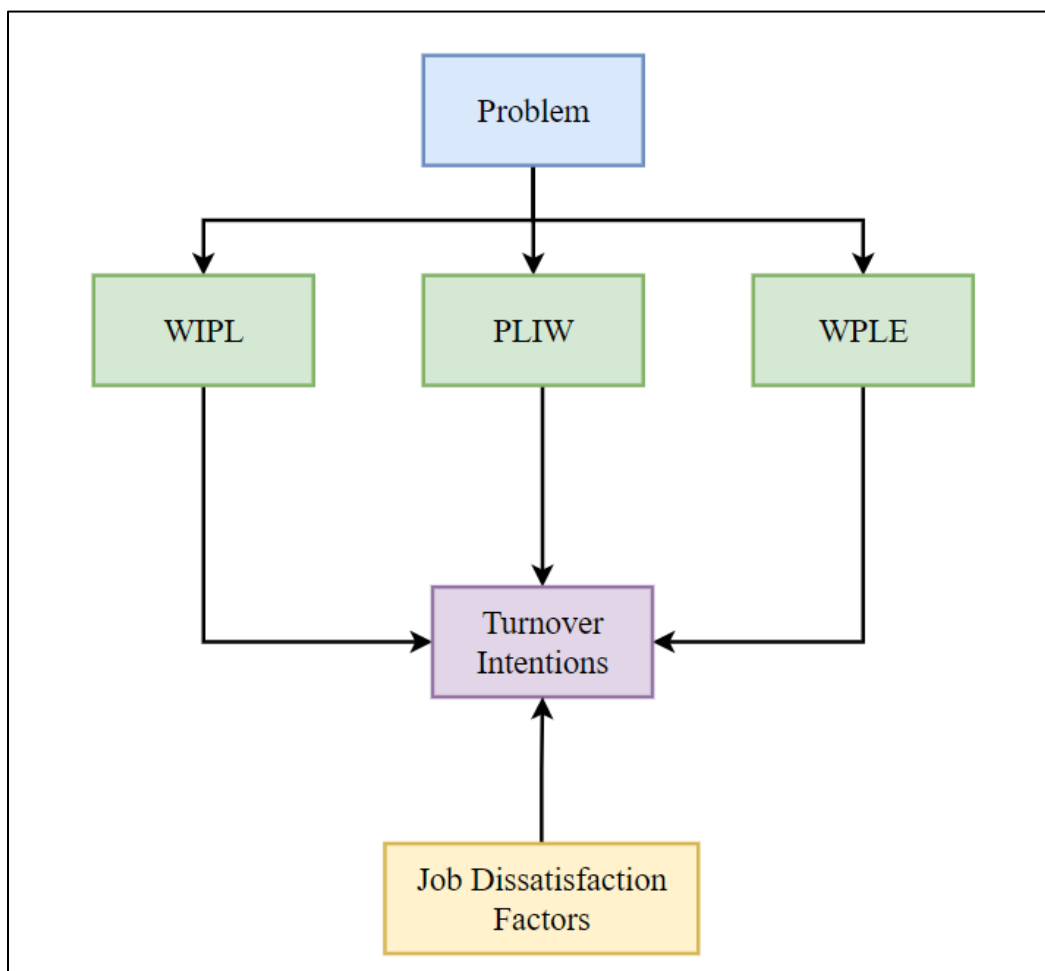 Problem
WIPL
PLIW
WPLE
Turnover
Intentions
Job Dissatisfaction
Factors